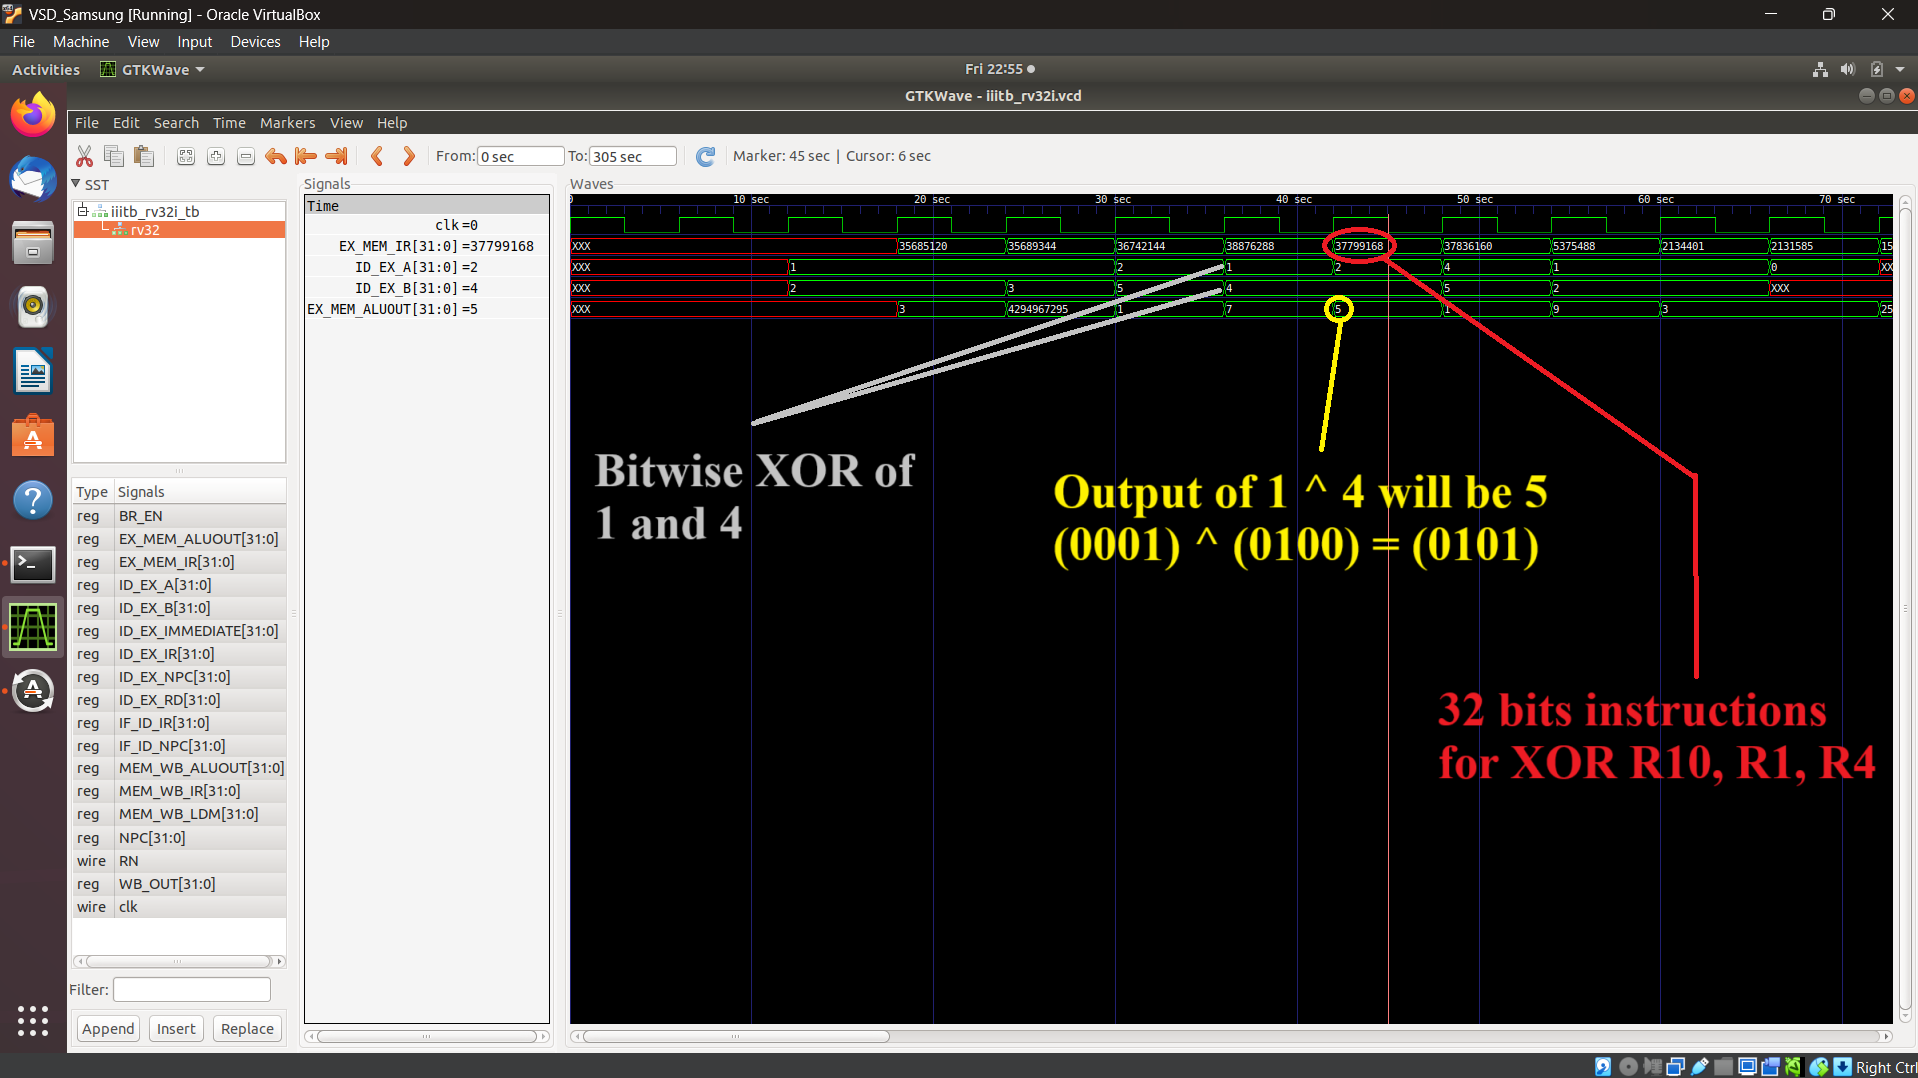 VSD_Samsung [Running] - Oracle VirtualBox
File Machine View Input Devices Help
Activities GTKWave Fri 22:55
GTKWave - iiitb_rv32i.vcd
File Edit Search Time Markers View Help
From: 0 sec To: 305 sec Marker: 45 sec | Cursor: 6 sec
SST
iiitb_rv32i_tb
rv32
Type Signals
reg BR_EN
reg EX_MEM_ALUOUT[31:0]
reg EX_MEM_IR[31:0]
reg ID_EX_A[31:0]
reg ID_EX_B[31:0]
reg ID_EX_IMMEDIATE[31:0]
reg ID_EX_IR[31:0]
reg ID_EX_NPC[31:0]
reg ID_EX_RD[31:0]
reg IF_ID_IR[31:0]
reg IF_ID_NPC[31:0]
reg MEM_WB_ALUOUT[31:0]
reg MEM_WB_IR[31:0]
reg MEM_WB_LDM[31:0]
reg NPC[31:0]
wire RN
reg WB_OUT[31:0]
wire clk
Filter:
Append Insert Replace
Signals
Time
clk =0
EX_MEM_IR[31:0] =37799168
ID_EX_A[31:0] =2
ID_EX_B[31:0] =4
EX_MEM_ALUOUT[31:0] =5
Waves
0 10 sec 20 sec 30 sec 40 sec 50 sec 60 sec 70 sec
XXX 35685120 35689344 36742144 38876288 37799168 37836160 5375488 2134401 2131585 15
XXX 1 2 1 2 4 1 0 XX
XXX 2 3 5 4 5 2 XXX
XXX 3 4294967295 1 7 5 1 9 3 25
Bitwise XOR of
1 and 4
Output of 1 ^ 4 will be 5
(0001) ^ (0100) = (0101)
32 bits instructions
for XOR R10, R1, R4
Right Ctrl